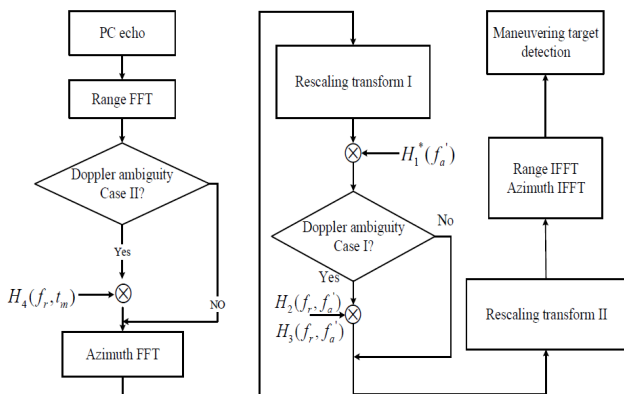 PC echo
Range FFT
Doppler ambiguity
Case II?
Yes
NO
H₄(fᵣ, tₘ)
Azimuth FFT
Rescaling transform I
H₁*(fₐ')
Doppler ambiguity
Case I?
No
Yes
H₂(fᵣ, fₐ')
H₃(fᵣ, fₐ')
Rescaling transform II
Range IFFT
Azimuth IFFT
Maneuvering target
detection